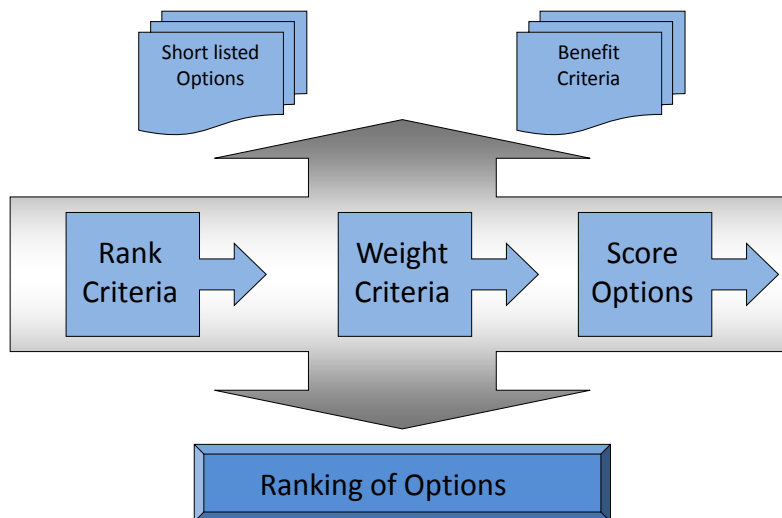 Short listed
Options
Benefit
Criteria
Rank
Criteria
Weight
Criteria
Score
Options
Ranking of Options